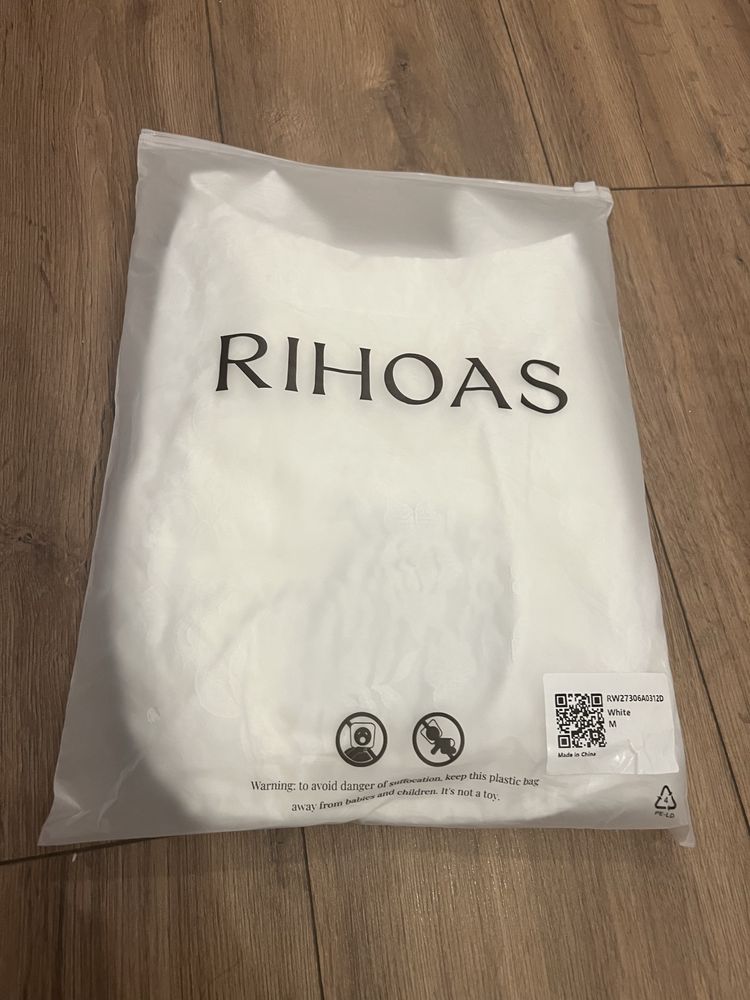 RIHOAS
RW27306A0312D
White
M
Made in China
Warning: to avoid danger of suffocation, keep this plastic bag
away from babies and children. It's not a toy.
4
PE-LD